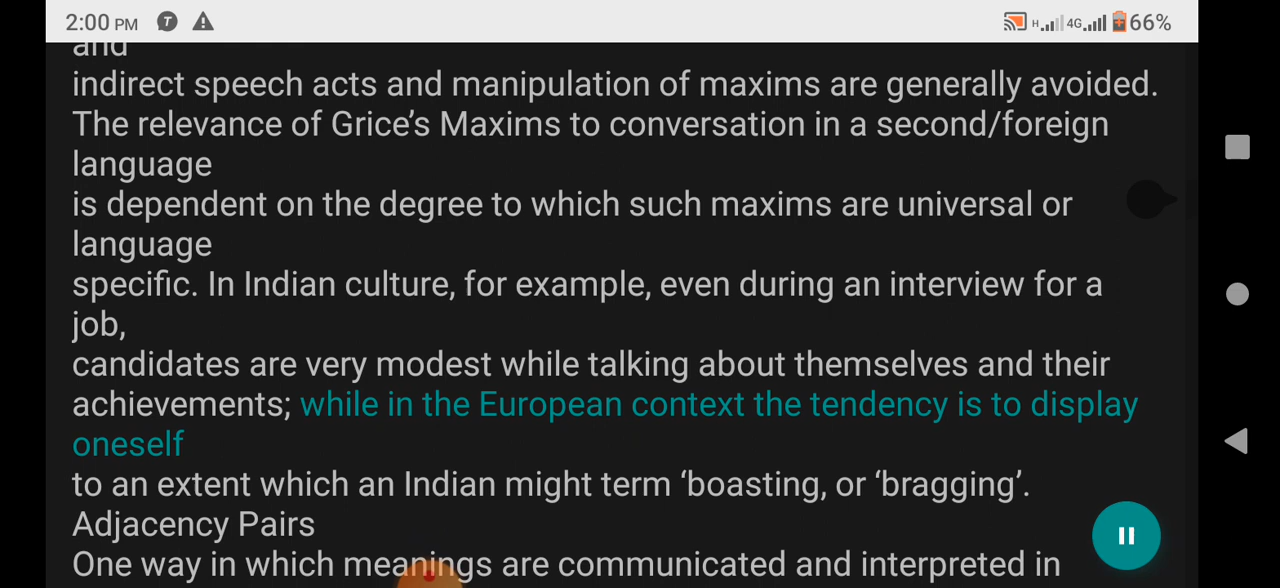 2:00 PM T H 4G 66%
and
indirect speech acts and manipulation of maxims are generally avoided.
The relevance of Grice’s Maxims to conversation in a second/foreign
language
is dependent on the degree to which such maxims are universal or
language
specific. In Indian culture, for example, even during an interview for a
job,
candidates are very modest while talking about themselves and their
achievements; while in the European context the tendency is to display
oneself
to an extent which an Indian might term ‘boasting, or ‘bragging’.
Adjacency Pairs
One way in which meanings are communicated and interpreted in